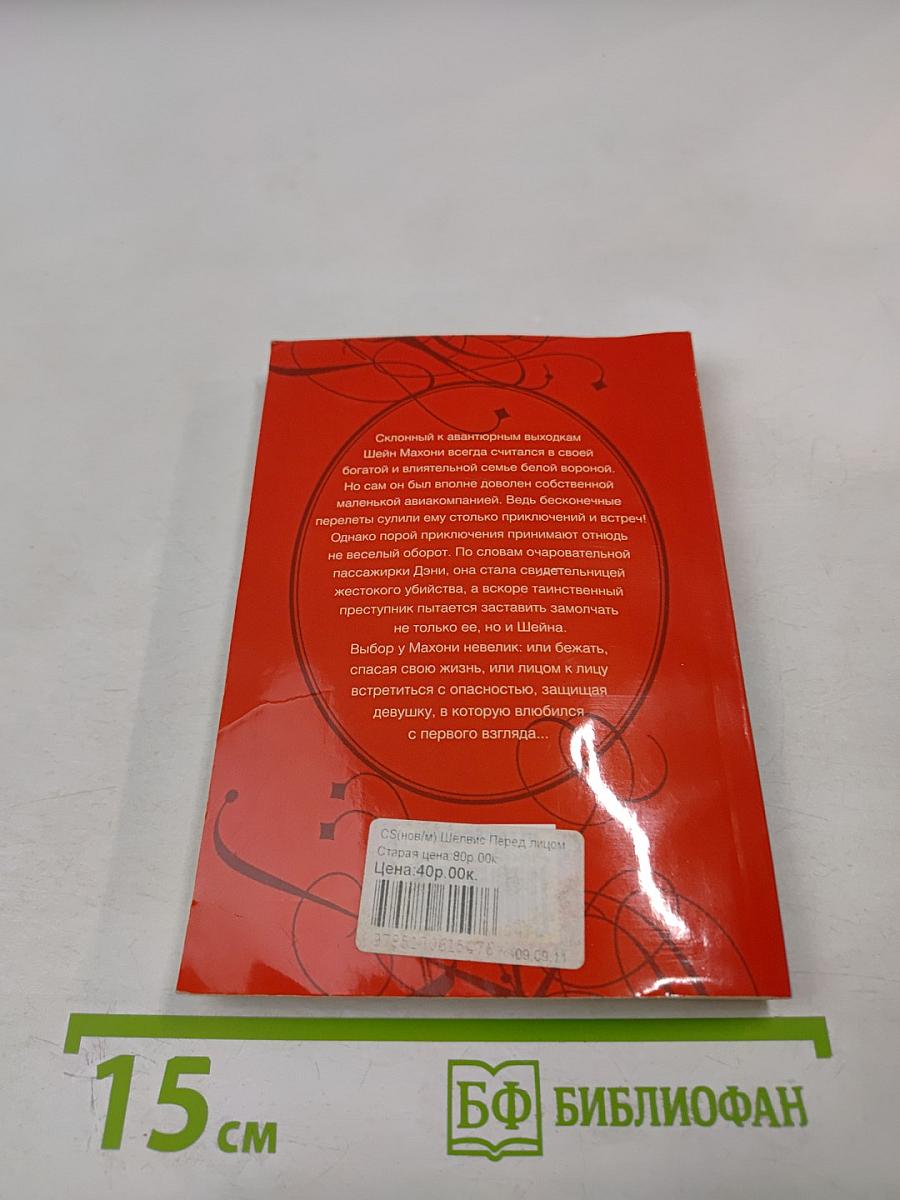 Склонный к авантюрным выходкам
Шейн Махони всегда считался в своей
богатой и влиятельной семье белой вороной.
Но сам он был вполне доволен собственной
маленькой авиакомпанией. Ведь бесконечные
перелеты сулили ему столько приключений и встреч!
Однако порой приключения принимают отнюдь
не веселый оборот. По словам очаровательной
пассажирки Дэни, она стала свидетельницей
жестокого убийства, а вскоре таинственный
преступник пытается заставить замолчать
не только ее, но и Шейна.
Выбор у Махони невелик: или бежать,
спасая свою жизнь, или лицом к лицу
встретиться с опасностью, защищая
девушку, в которую влюбился
с первого взгляда...
CS(нов/м) Шелвис Перед лицом
Старая цена:80р.00к.
Цена:40р.00к.
09.09.11
15 см
БФ БИБЛИОФАН